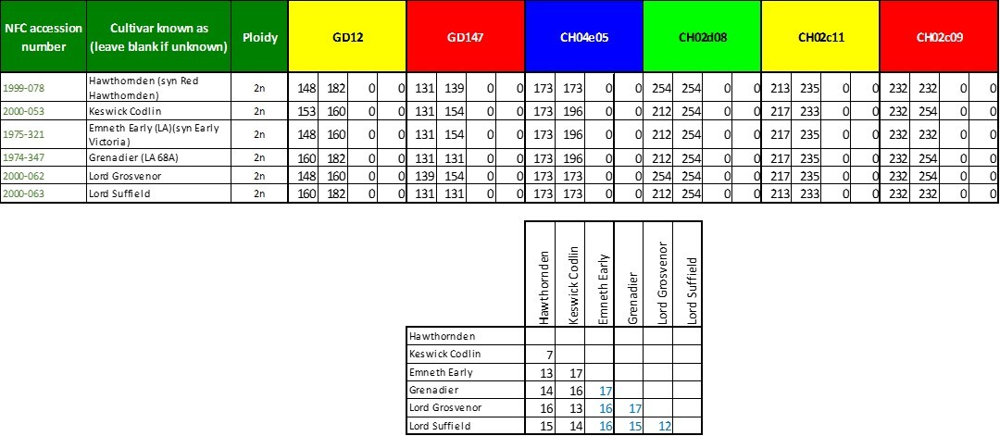 NFC accession number Cultivar known as (leave blank if unknown) Ploidy GD12 GD147 CH04e05 CH02d08 CH02c11 CH02c09
1999-078 Hawthornden (syn Red Hawthornden) 2n 148 182 0 0 131 139 0 0 173 173 0 0 254 254 0 0 213 235 0 0 232 232 0 0
2000-053 Keswick Codlin 2n 153 160 0 0 131 154 0 0 173 196 0 0 212 254 0 0 217 233 0 0 232 254 0 0
1975-321 Emneth Early (LA)(syn Early Victoria) 2n 148 160 0 0 131 154 0 0 173 196 0 0 212 254 0 0 217 235 0 0 232 232 0 0
1974-347 Grenadier (LA 68A) 2n 160 182 0 0 131 131 0 0 173 196 0 0 212 254 0 0 217 235 0 0 232 254 0 0
2000-062 Lord Grosvenor 2n 148 160 0 0 139 154 0 0 173 173 0 0 254 254 0 0 217 235 0 0 232 254 0 0
2000-063 Lord Suffield 2n 160 182 0 0 131 131 0 0 173 173 0 0 212 254 0 0 213 233 0 0 232 232 0 0
Hawthornden Keswick Codlin Emneth Early Grenadier Lord Grosvenor Lord Suffield
Hawthornden
Keswick Codlin 7
Emneth Early 13 17
Grenadier 14 16 17
Lord Grosvenor 16 13 16 17
Lord Suffield 15 14 16 15 12